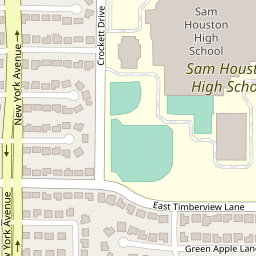 Sam
Houston
High
School
Crockett Drive
New York Avenue
Sam Houst
High Scho
East Timberview Lane
York Avenue
Green Apple Lan